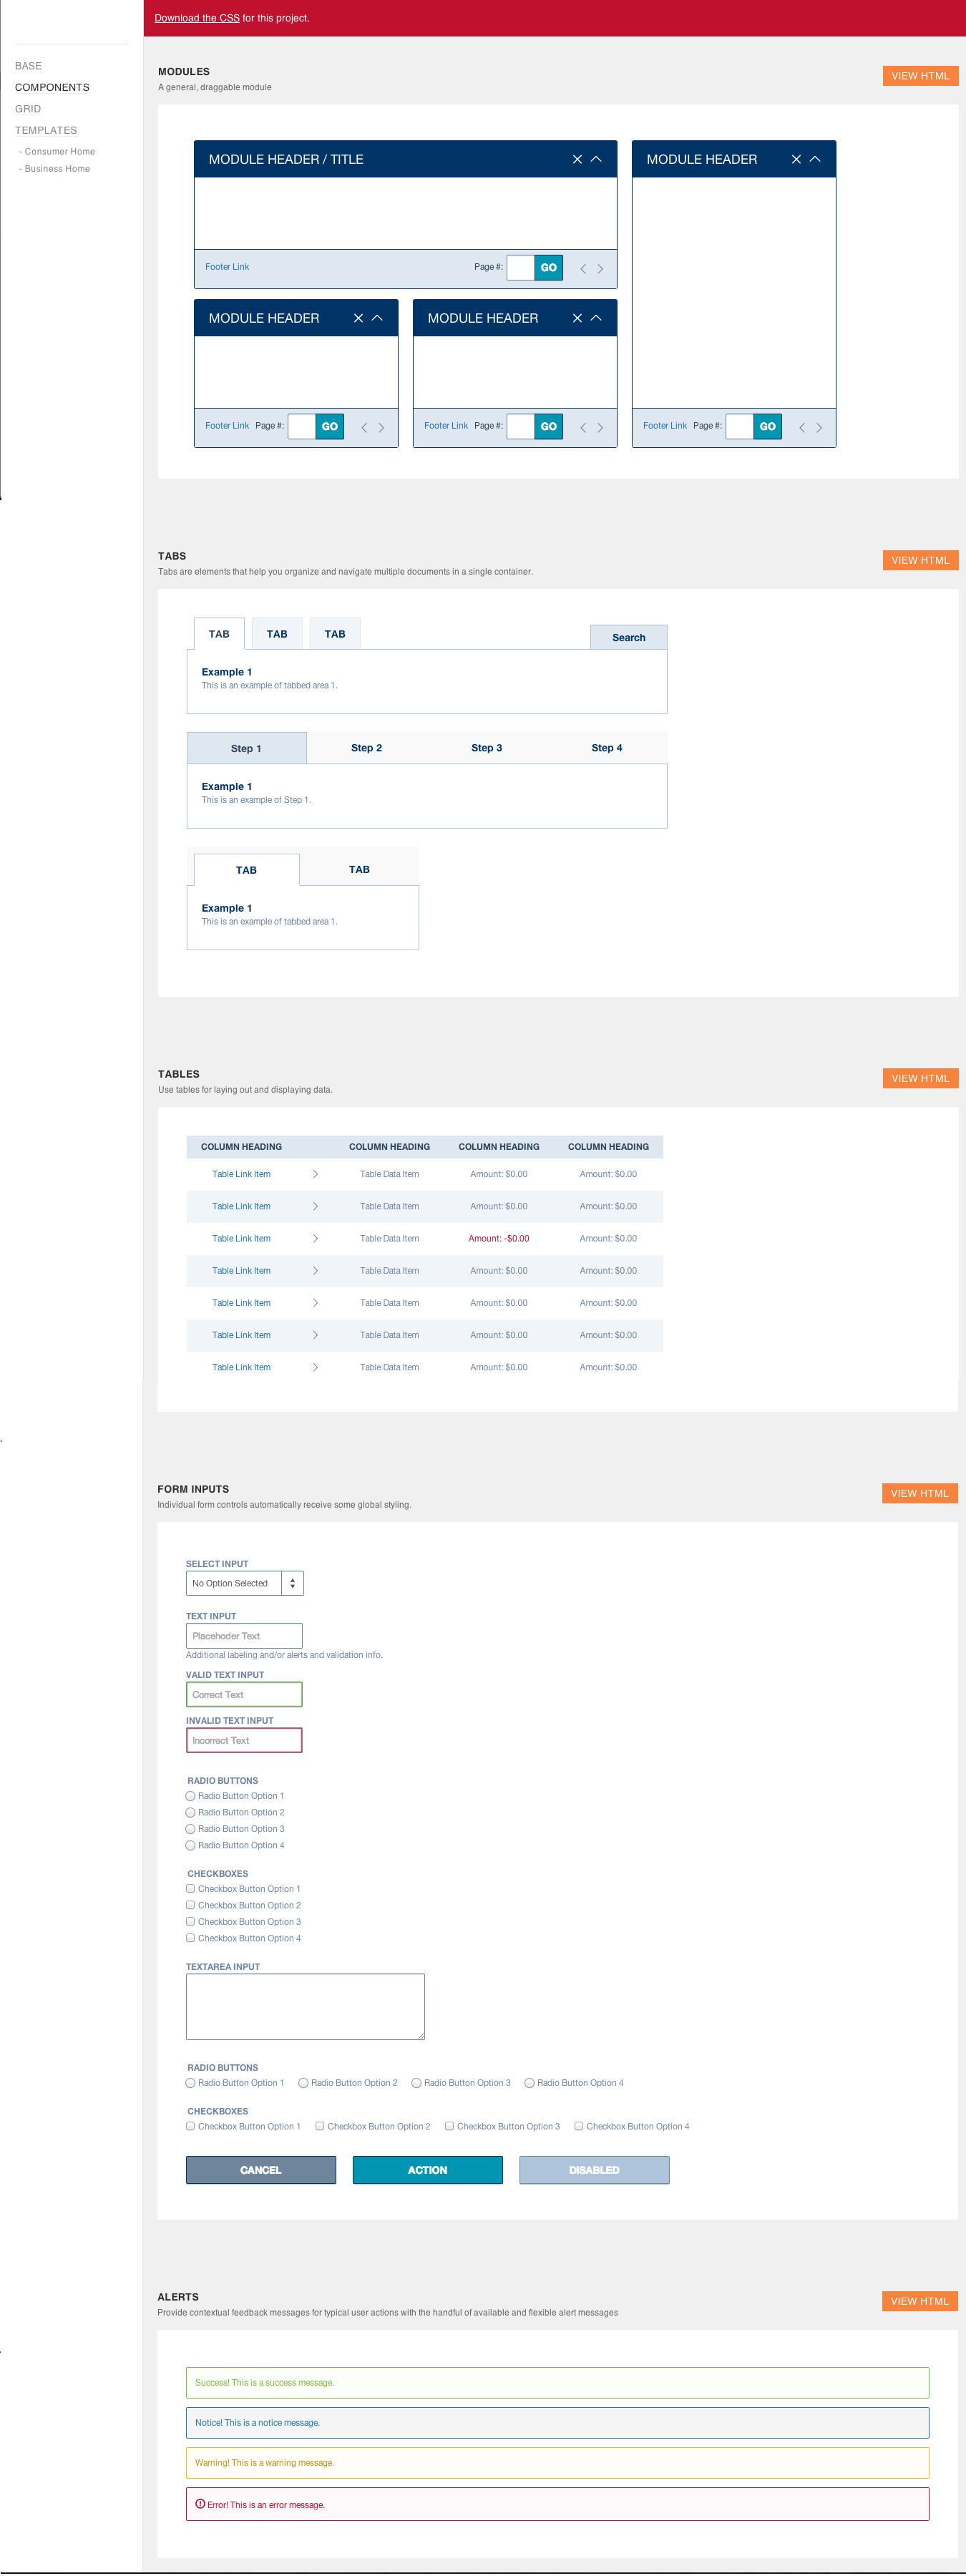 Download the CSS for this project.
BASE
COMPONENTS
GRID
TEMPLATES
- Consumer Home
- Business Home
MODULES
A general, draggable module
VIEW HTML
MODULE HEADER / TITLE
Footer Link Page #: GO
MODULE HEADER
Footer Link Page #: GO
MODULE HEADER
Footer Link Page #: GO
MODULE HEADER
Footer Link Page #: GO
TABS
Tabs are elements that help you organize and navigate multiple documents in a single container.
VIEW HTML
TAB TAB TAB Search
Example 1
This is an example of tabbed area 1.
Step 1 Step 2 Step 3 Step 4
Example 1
This is an example of Step 1.
TAB TAB
Example 1
This is an example of tabbed area 1.
TABLES
Use tables for laying out and displaying data.
VIEW HTML
COLUMN HEADING COLUMN HEADING COLUMN HEADING COLUMN HEADING
Table Link Item Table Data Item Amount: $0.00 Amount: $0.00
Table Link Item Table Data Item Amount: $0.00 Amount: $0.00
Table Link Item Table Data Item Amount: -$0.00 Amount: $0.00
Table Link Item Table Data Item Amount: $0.00 Amount: $0.00
Table Link Item Table Data Item Amount: $0.00 Amount: $0.00
Table Link Item Table Data Item Amount: $0.00 Amount: $0.00
Table Link Item Table Data Item Amount: $0.00 Amount: $0.00
FORM INPUTS
Individual form controls automatically receive some global styling.
VIEW HTML
SELECT INPUT
No Option Selected
TEXT INPUT
Placehoder Text
Additional labeling and/or alerts and validation info.
VALID TEXT INPUT
Correct Text
INVALID TEXT INPUT
Incorrect Text
RADIO BUTTONS
Radio Button Option 1
Radio Button Option 2
Radio Button Option 3
Radio Button Option 4
CHECKBOXES
Checkbox Button Option 1
Checkbox Button Option 2
Checkbox Button Option 3
Checkbox Button Option 4
TEXTAREA INPUT
RADIO BUTTONS
Radio Button Option 1 Radio Button Option 2 Radio Button Option 3 Radio Button Option 4
CHECKBOXES
Checkbox Button Option 1 Checkbox Button Option 2 Checkbox Button Option 3 Checkbox Button Option 4
CANCEL ACTION DISABLED
ALERTS
Provide contextual feedback messages for typical user actions with the handful of available and flexible alert messages
VIEW HTML
Success! This is a success message.
Notice! This is a notice message.
Warning! This is a warning message.
Error! This is an error message.